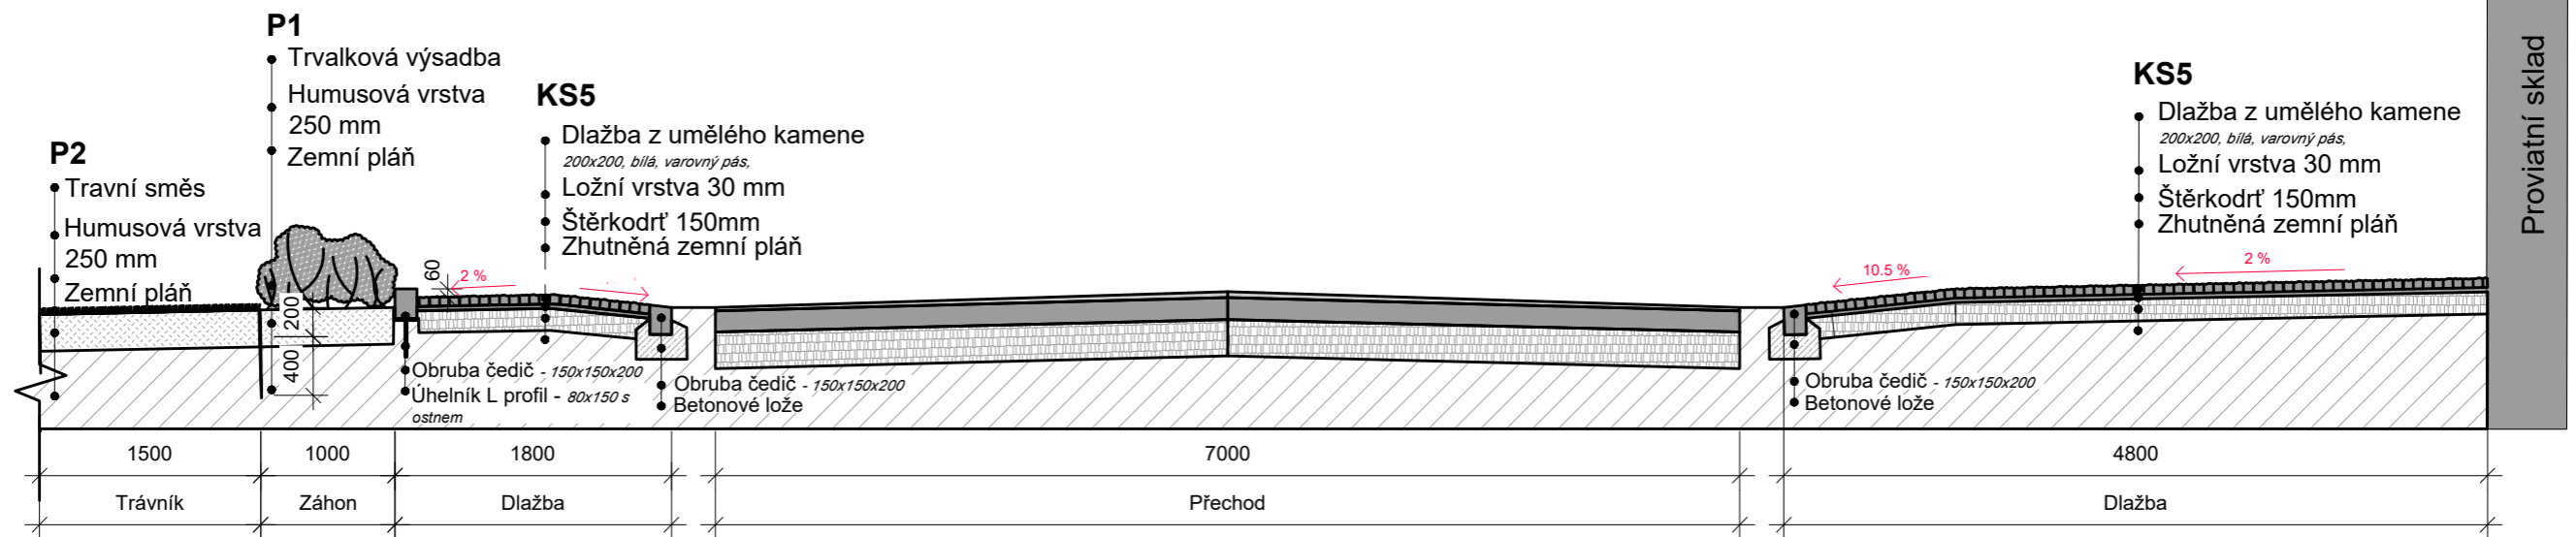 P1
Trvalková výsadba
Humusová vrstva
250 mm
Zemní pláň
P2
Travní směs
Humusová vrstva
250 mm
Zemní pláň
KS5
Dlažba z umělého kamene
200x200, bílá, varovný pás,
Ložní vrstva 30 mm
Štěrkodrť 150mm
Zhutněná zemní pláň
KS5
Dlažba z umělého kamene
200x200, bílá, varovný pás,
Ložní vrstva 30 mm
Štěrkodrť 150mm
Zhutněná zemní pláň
Proviatní sklad
60
2 %
10.5 %
2 %
200
400
Obruba čedič - 150x150x200
Úhelník L profil - 80x150 s
ostnem
Obruba čedič - 150x150x200
Betonové lože
Obruba čedič - 150x150x200
Betonové lože
1500
1000
1800
7000
4800
Trávník
Záhon
Dlažba
Přechod
Dlažba